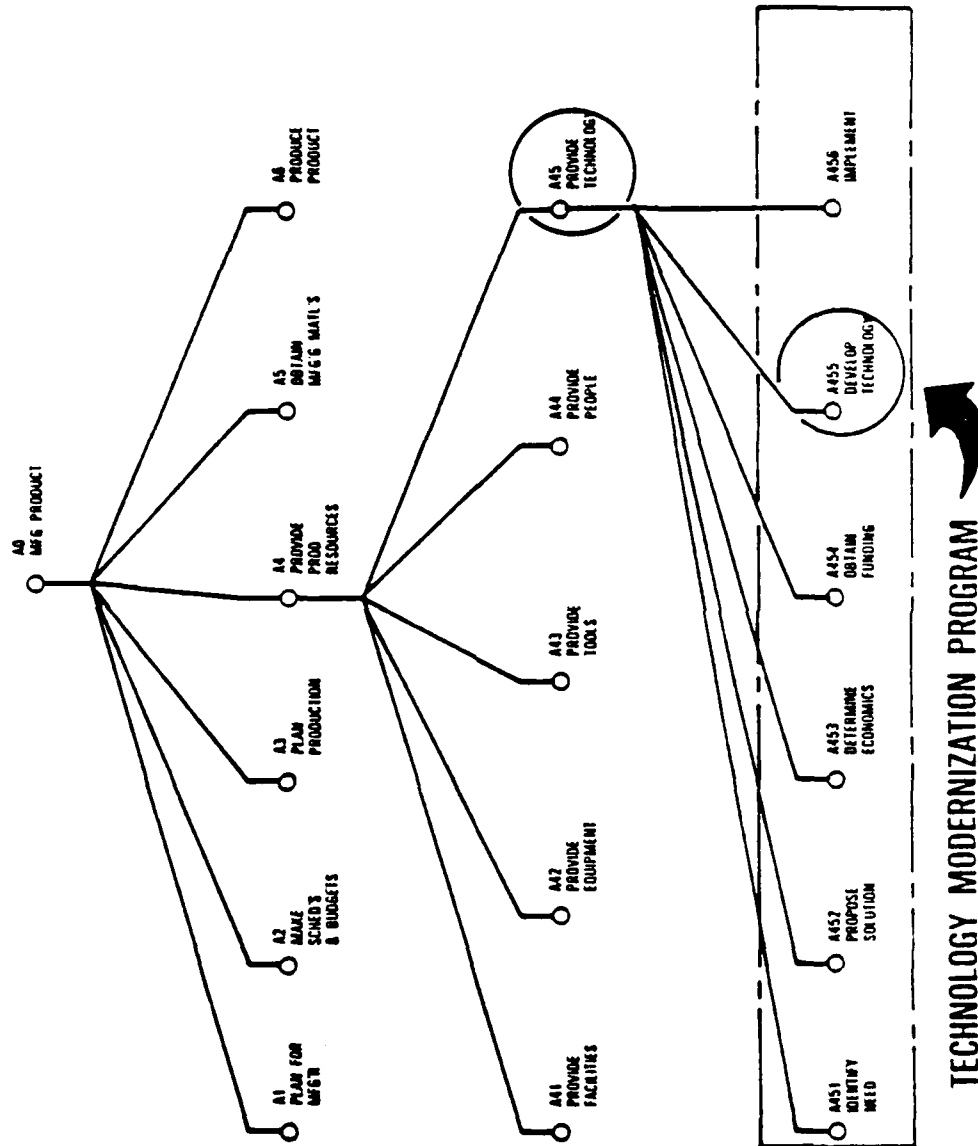 A0
MFG PRODUCT
A1
PLAN FOR
A2
MAKE
SCHED'S
& BUDGETS
A3
PLAN
PRODUCTION
A4
PROVIDE
PROD
RESOURCES
A5
OBTAIN
MFG'G MATL'S
A6
PRODUCE
PRODUCT
A41
PROVIDE
FACILITIES
A42
PROVIDE
EQUIPMENT
A43
PROVIDE
TOOLS
A44
PROVIDE
PEOPLE
A45
PROVIDE
TECHNOLOGY
A451
IDENTIFY
NEED
A452
PROPOSE
SOLUTION
A453
DETERMINE
ECONOMICS
A454
OBTAIN
FUNDING
A455
DEVELOP
TECHNOLOGY
A456
IMPLEMENT
TECHNOLOGY MODERNIZATION PROGRAM